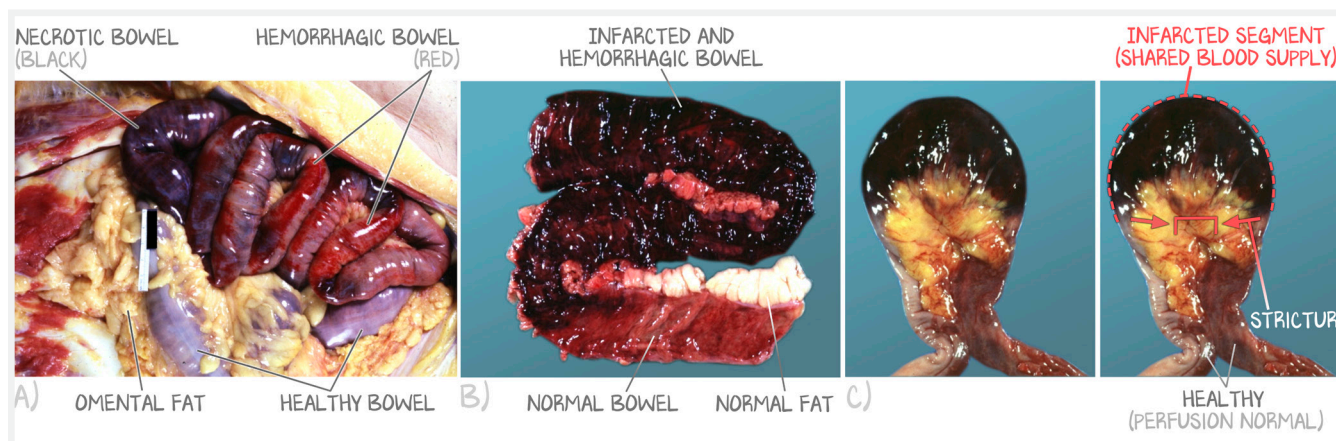 NECROTIC BOWEL
(BLACK)
HEMORRHAGIC BOWEL
(RED)
INFARCTED AND
HEMORRHAGIC BOWEL
INFARCTED SEGMENT
(SHARED BLOOD SUPPLY)
STRICTUR
A)
OMENTAL FAT
HEALTHY BOWEL
B)
NORMAL BOWEL
NORMAL FAT
C)
HEALTHY
(PERFUSION NORMAL)